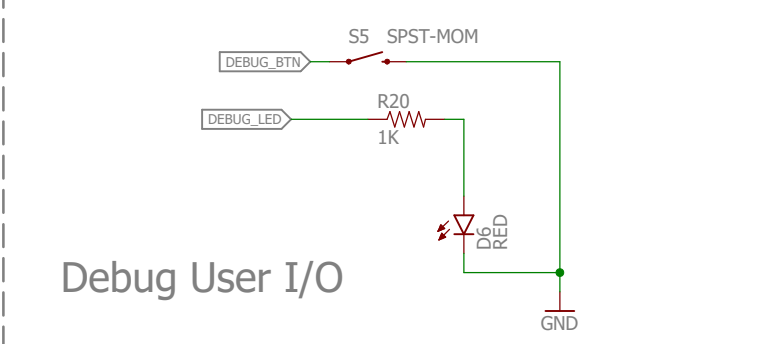 S5 SPST-MOM
DEBUG_BTN
R20
DEBUG_LED
1K
D6
RED
Debug User I/O
GND